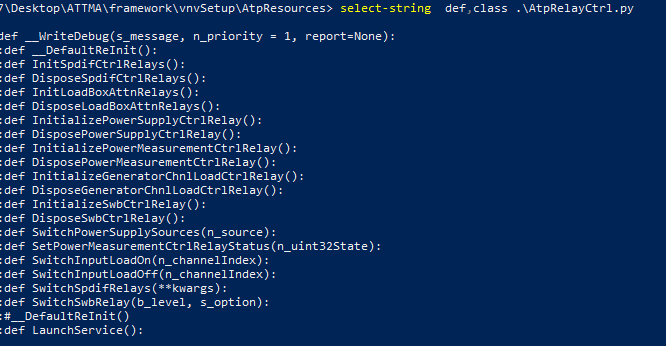 7\Desktop\ATTMA\framework\vnvSetup\AtpResources> select-string  def,class .\AtpRelayCtrl.py
def __WriteDebug(s_message, n_priority = 1, report=None):
:def __DefaultReInit():
:def InitSpdifCtrlRelays():
:def DisposeSpdifCtrlRelays():
:def InitLoadBoxAttnRelays():
:def DisposeLoadBoxAttnRelays():
:def InitializePowerSupplyCtrlRelay():
:def DisposePowerSupplyCtrlRelay():
:def InitializePowerMeasurementCtrlRelay():
:def DisposePowerMeasurementCtrlRelay():
:def InitializeGeneratorChnlLoadCtrlRelay():
:def DisposeGeneratorChnlLoadCtrlRelay():
:def InitializeSwbCtrlRelay():
:def DisposeSwbCtrlRelay():
:def SwitchPowerSupplySources(n_source):
:def SetPowerMeasurementCtrlRelayStatus(n_uint32State):
:def SwitchInputLoadOn(n_channelIndex):
:def SwitchInputLoadOff(n_channelIndex):
:def SwitchSpdifRelays(**kwargs):
:def SwitchSwbRelay(b_level, s_option):
:#__DefaultReInit()
:def LaunchService():